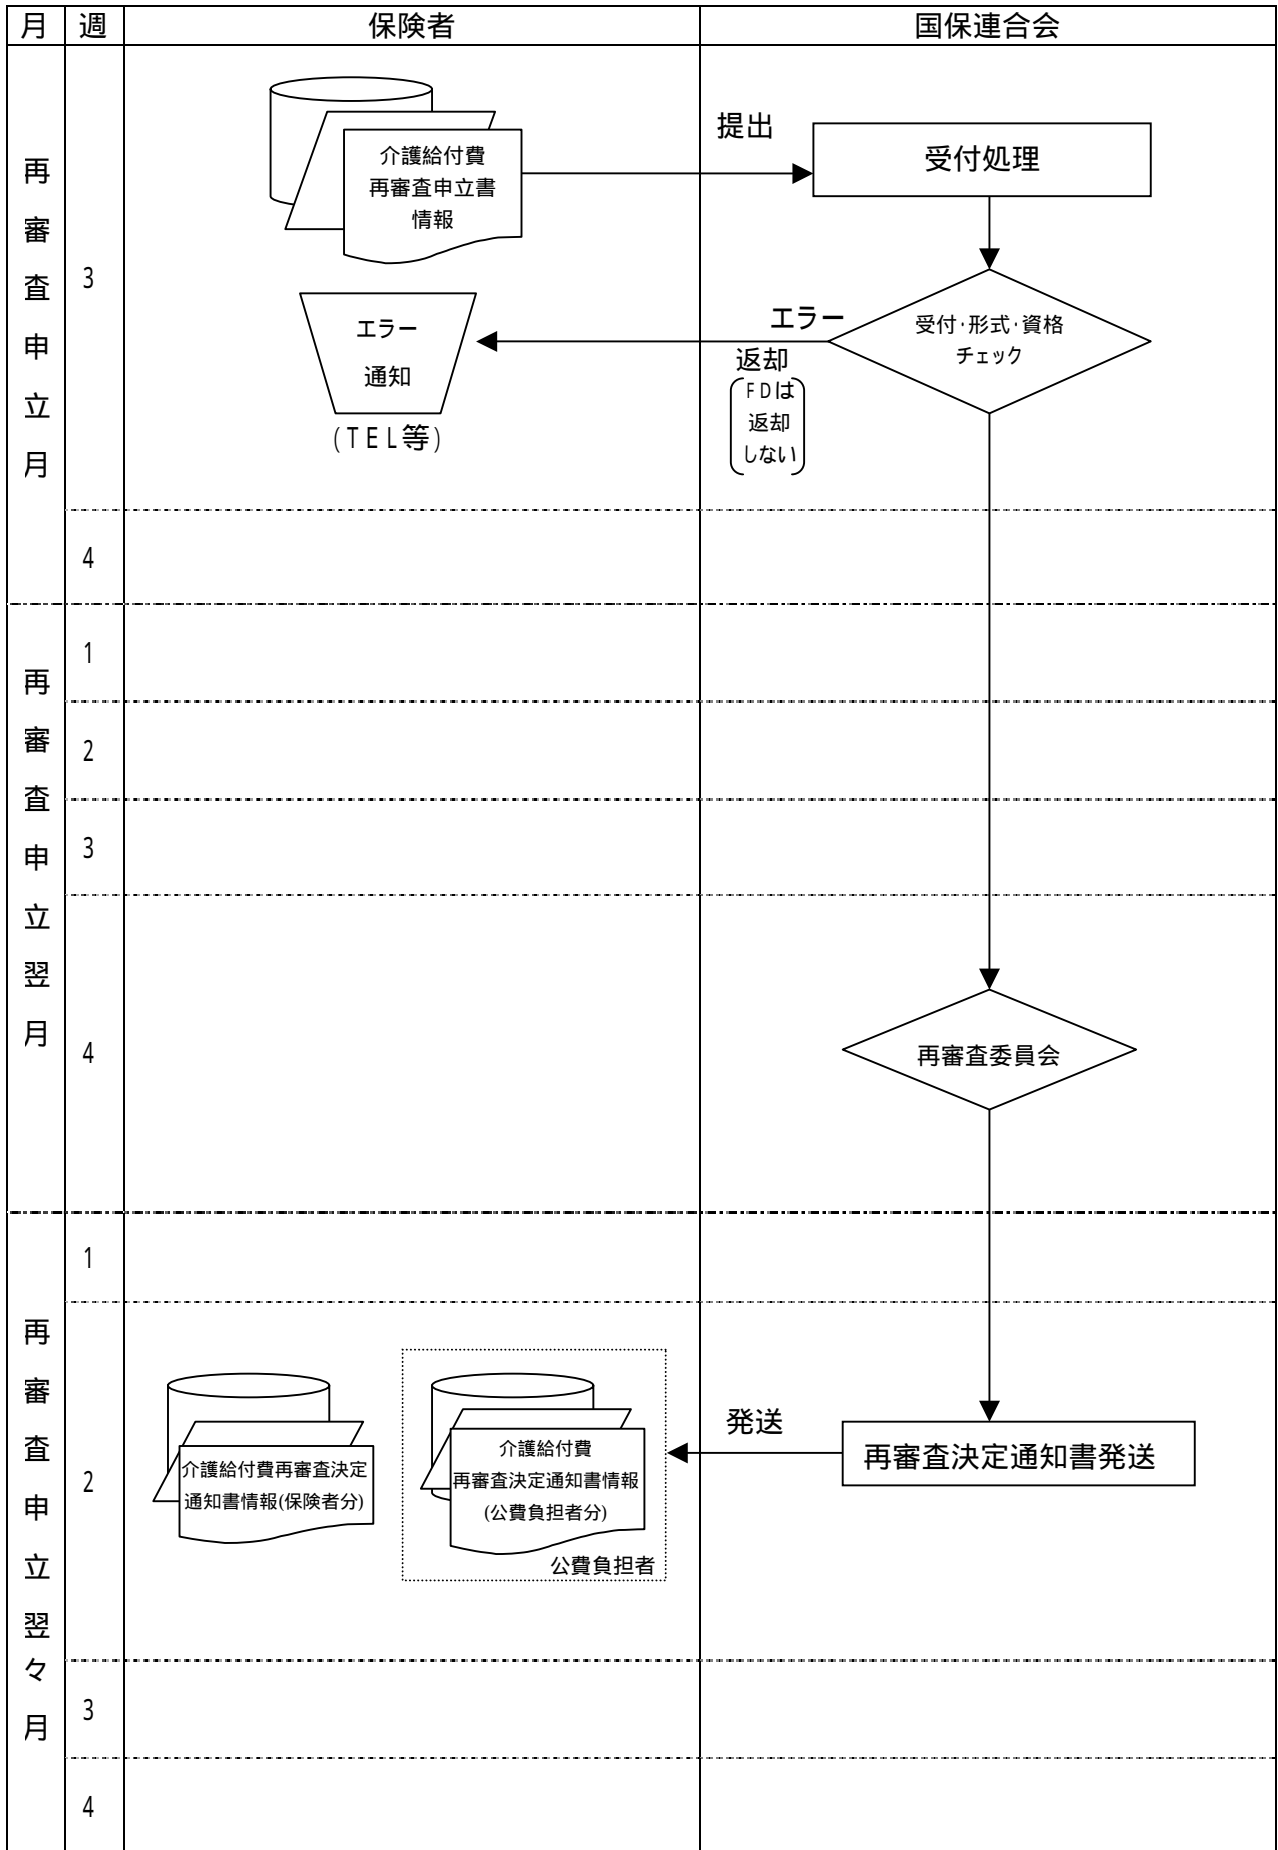 月 週 保険者 国保連合会
再審査申立月
3
介護給付費
再審査申立書
情報
提出
受付処理
エラー
通知
(TEL等)
エラー
返却
FDは
返却
しない
受付・形式・資格
チェック
4
再審査申立翌月
1
2
3
4
再審査委員会
再審査申立翌々月
1
2
介護給付費再審査決定
通知書情報(保険者分)
介護給付費
再審査決定通知書情報
(公費負担者分)
公費負担者
発送
再審査決定通知書発送
3
4